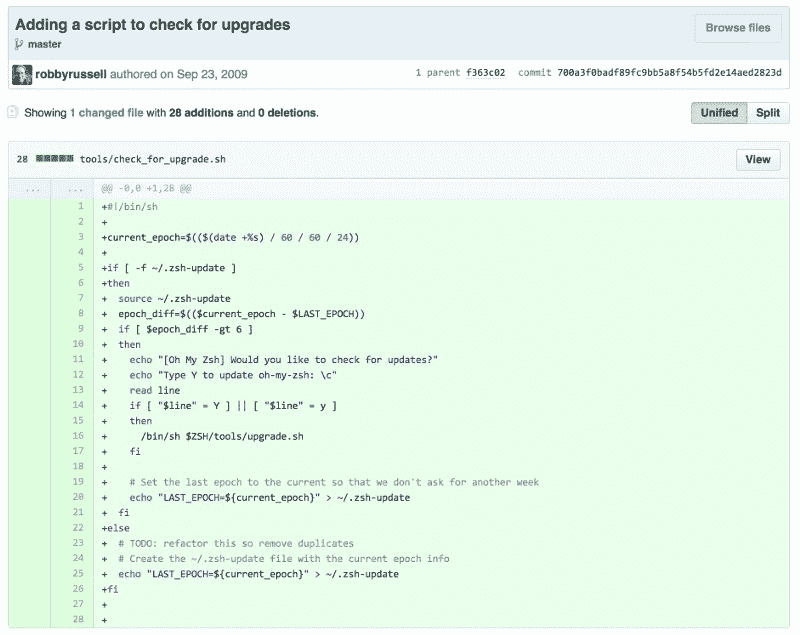 Adding a script to check for upgrades
Browse files
master
robbyrussell authored on Sep 23, 2009
1 parent f363c02 commit 700a3f0badf89fc9bb5a8f54b5fd2e14aed2823d
Showing 1 changed file with 28 additions and 0 deletions.
Unified Split
28 tools/check_for_upgrade.sh
View
... ... @@ -0,0 +1,28 @@
1 +#!/bin/sh
2 +
3 +current_epoch=$(($(date +%s) / 60 / 60 / 24))
4 +
5 +if [ -f ~/.zsh-update ]
6 +then
7 + source ~/.zsh-update
8 + epoch_diff=$(($current_epoch - $LAST_EPOCH))
9 + if [ $epoch_diff -gt 6 ]
10 + then
11 + echo "[Oh My Zsh] Would you like to check for updates?"
12 + echo "Type Y to update oh-my-zsh: \c"
13 + read line
14 + if [ "$line" = Y ] || [ "$line" = y ]
15 + then
16 + /bin/sh $ZSH/tools/upgrade.sh
17 + fi
18 +
19 + # Set the last epoch to the current so that we don't ask for another week
20 + echo "LAST_EPOCH=${current_epoch}" > ~/.zsh-update
21 + fi
22 +else
23 + # TODO: refactor this so remove duplicates
24 + # Create the ~/.zsh-update file with the current epoch info
25 + echo "LAST_EPOCH=${current_epoch}" > ~/.zsh-update
26 +fi
27 +
28 +